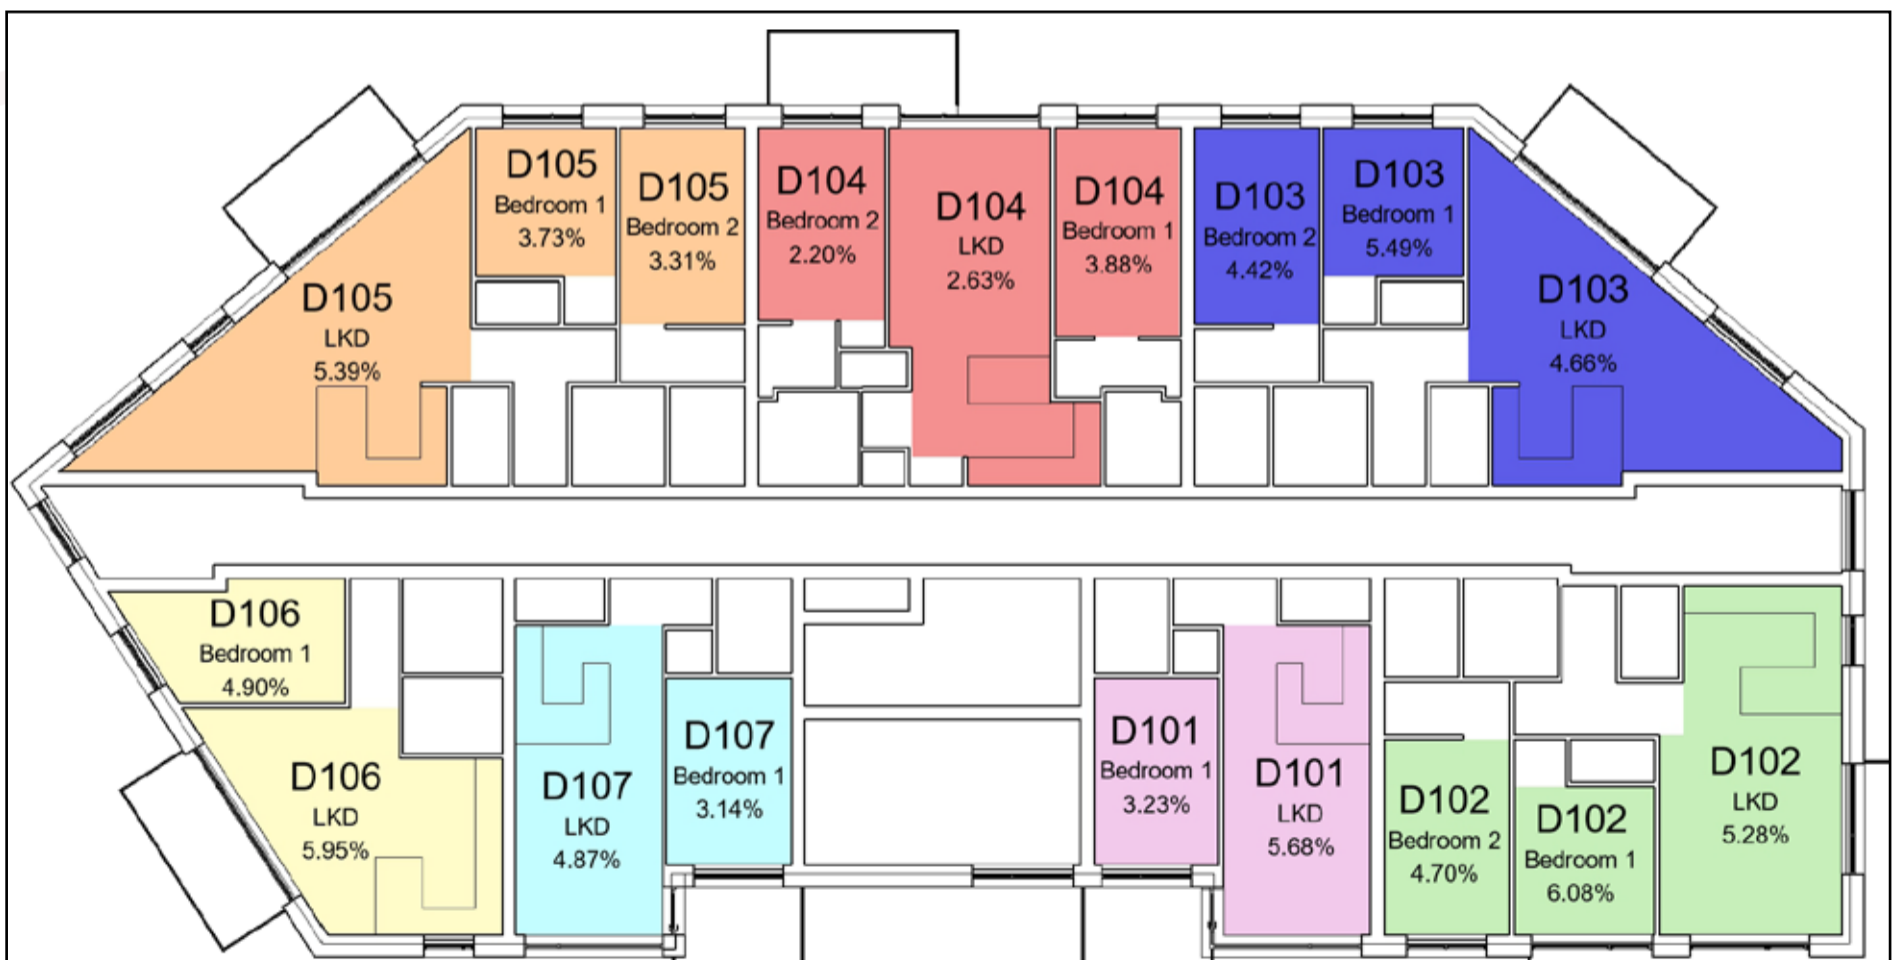 D105
Bedroom 1
3.73%
D105
Bedroom 2
3.31%
D104
Bedroom 2
2.20%
D104
LKD
2.63%
D104
Bedroom 1
3.88%
D103
Bedroom 2
4.42%
D103
Bedroom 1
5.49%
D105
LKD
5.39%
D103
LKD
4.66%
D106
Bedroom 1
4.90%
D106
LKD
5.95%
D107
LKD
4.87%
D107
Bedroom 1
3.14%
D101
Bedroom 1
3.23%
D101
LKD
5.68%
D102
Bedroom 2
4.70%
D102
Bedroom 1
6.08%
D102
LKD
5.28%